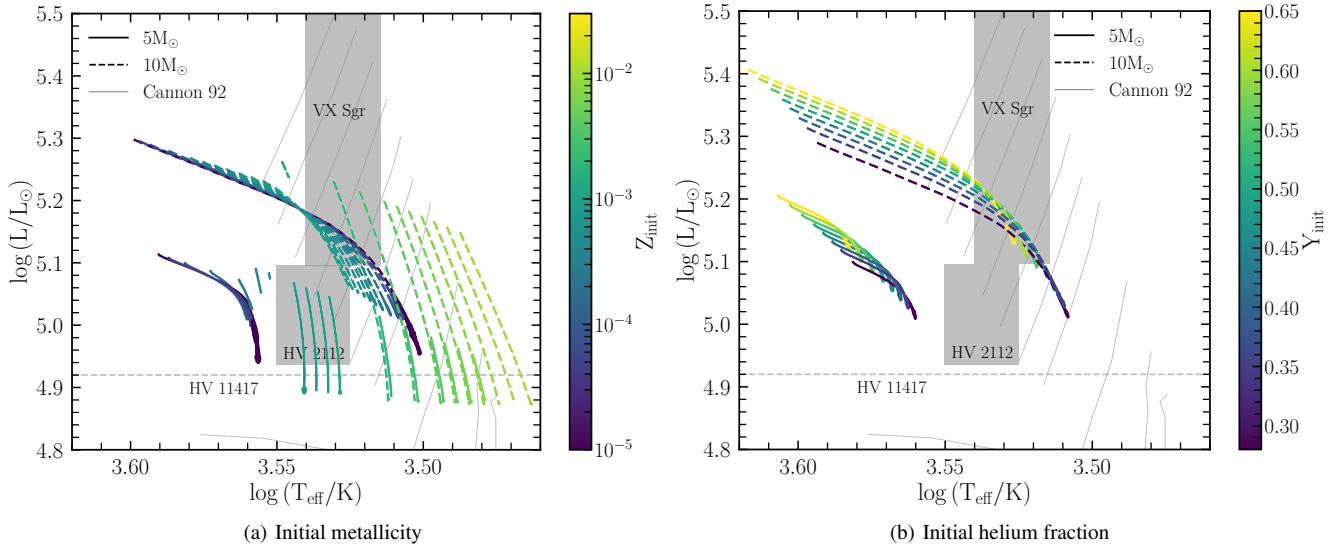 5.5
5.4
5.3
5.2
5.1
5.0
4.9
4.8
log (L/L⊙)
5M⊙
10M⊙
Cannon 92
VX Sgr
HV 2112
HV 11417
3.60 3.55 3.50
log (Teff/K)
10⁻²
10⁻³
10⁻⁴
10⁻⁵
Zinit
(a) Initial metallicity
5.5
5.4
5.3
5.2
5.1
5.0
4.9
4.8
log (L/L⊙)
5M⊙
10M⊙
Cannon 92
VX Sgr
HV 2112
HV 11417
3.60 3.55 3.50
log (Teff/K)
0.65
0.60
0.55
0.50
0.45
0.40
0.35
0.30
Yinit
(b) Initial helium fraction